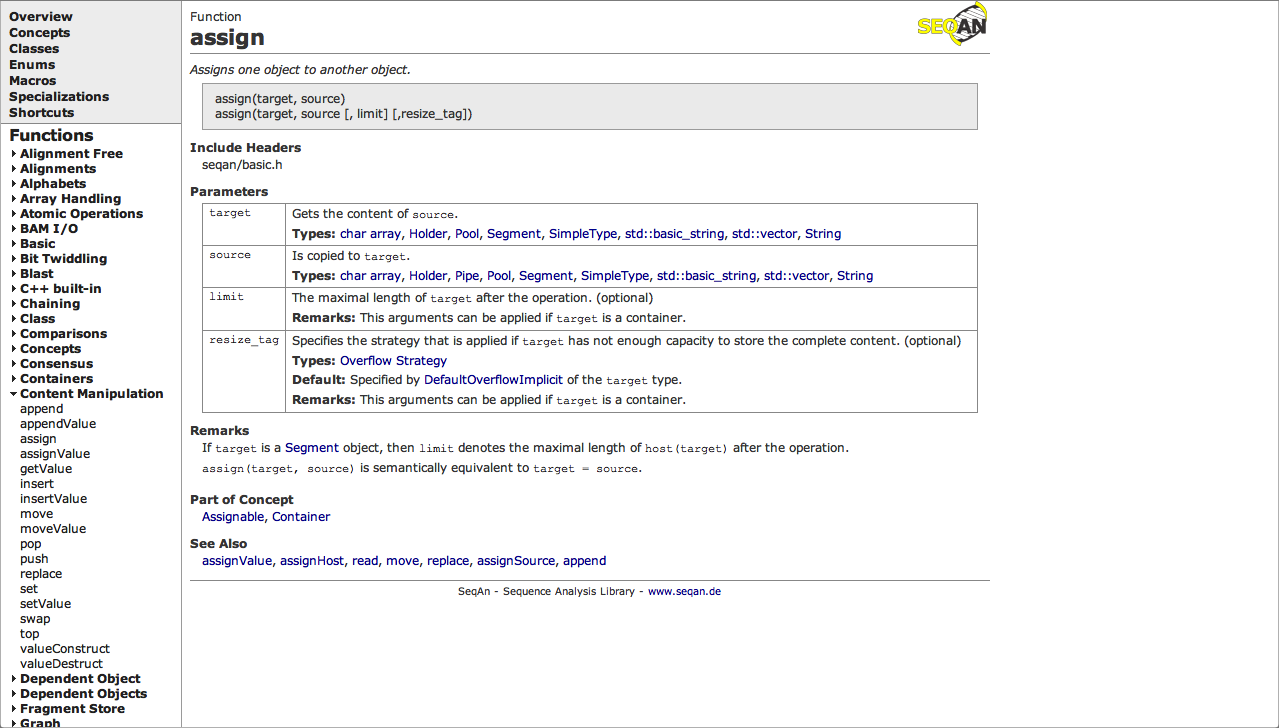 Overview
Concepts
Classes
Enums
Macros
Specializations
Shortcuts
Functions
Alignment Free
Alignments
Alphabets
Array Handling
Atomic Operations
BAM I/O
Basic
Bit Twiddling
Blast
C++ built-in
Chaining
Class
Comparisons
Concepts
Consensus
Containers
Content Manipulation
append
appendValue
assign
assignValue
getValue
insert
insertValue
move
moveValue
pop
push
replace
set
setValue
swap
top
valueConstruct
valueDestruct
Dependent Object
Dependent Objects
Fragment Store
Graph
Function
assign
SEQAN
Assigns one object to another object.
assign(target, source)
assign(target, source [, limit] [,resize_tag])
Include Headers
seqan/basic.h
Parameters
target
Gets the content of source.
Types: char array, Holder, Pool, Segment, SimpleType, std::basic_string, std::vector, String
source
Is copied to target.
Types: char array, Holder, Pipe, Pool, Segment, SimpleType, std::basic_string, std::vector, String
limit
The maximal length of target after the operation. (optional)
Remarks: This arguments can be applied if target is a container.
resize_tag
Specifies the strategy that is applied if target has not enough capacity to store the complete content. (optional)
Types: Overflow Strategy
Default: Specified by DefaultOverflowImplicit of the target type.
Remarks: This arguments can be applied if target is a container.
Remarks
If target is a Segment object, then limit denotes the maximal length of host(target) after the operation.
assign(target, source) is semantically equivalent to target = source.
Part of Concept
Assignable, Container
See Also
assignValue, assignHost, read, move, replace, assignSource, append
SeqAn - Sequence Analysis Library - www.seqan.de